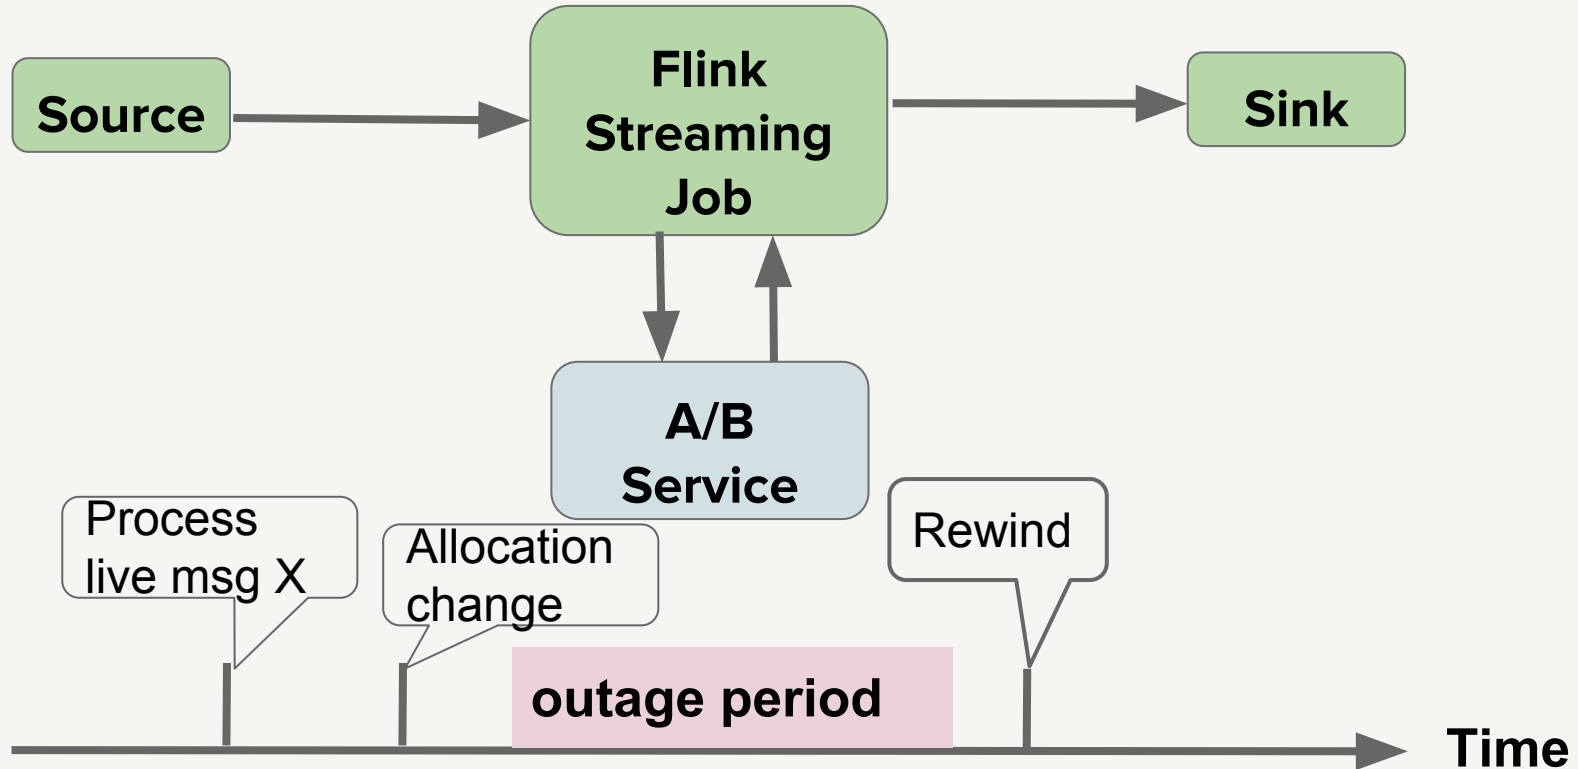 Source
Flink
Streaming
Job
Sink
A/B
Service
Process
live msg X
Allocation
change
Rewind
outage period
Time